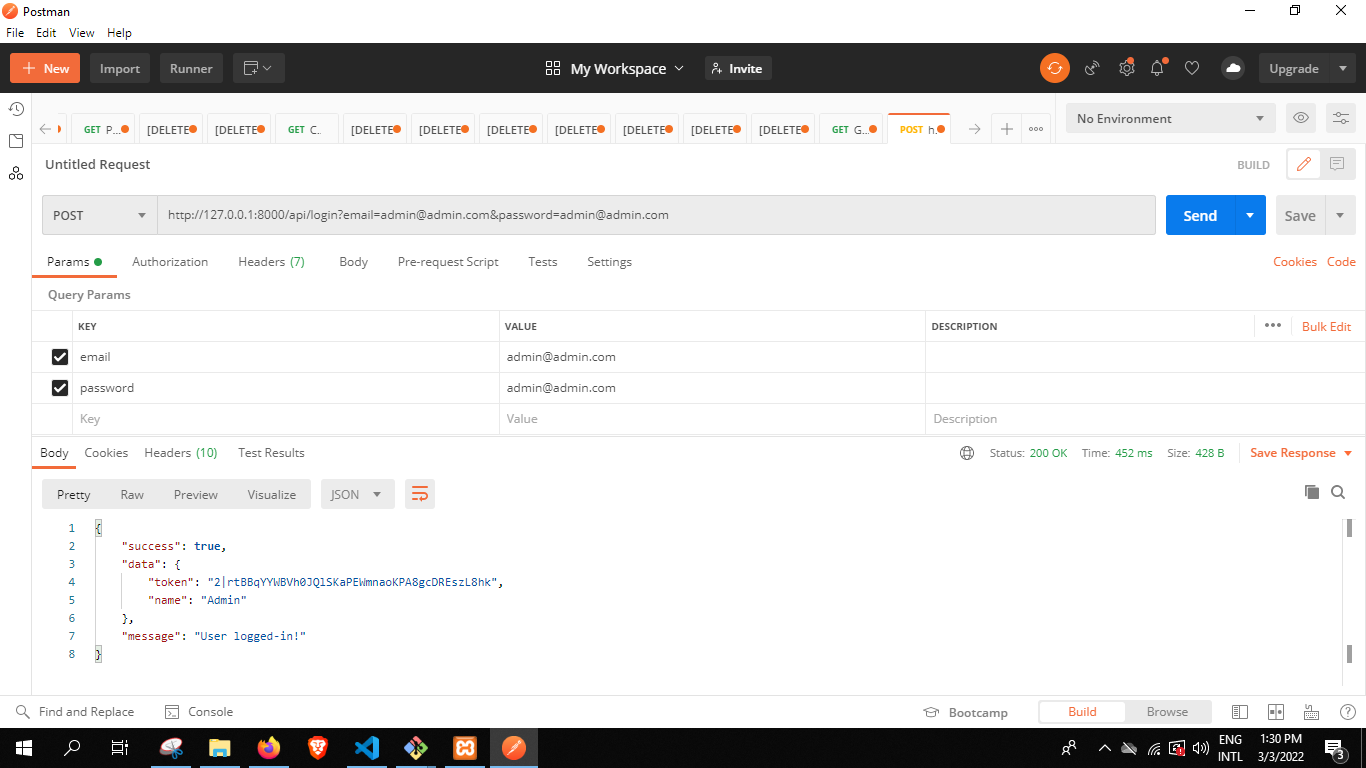 Postman
File Edit View Help
New Import Runner My Workspace Invite Upgrade
GET P... [DELETE [DELETE GET C.. [DELETE [DELETE [DELETE [DELETE [DELETE [DELETE [DELETE GET G... POST h. No Environment
Untitled Request BUILD
POST http://127.0.0.1:8000/api/login?email=admin@admin.com&password=admin@admin.com Send Save
Params Authorization Headers (7) Body Pre-request Script Tests Settings Cookies Code
Query Params
KEY VALUE DESCRIPTION Bulk Edit
email admin@admin.com
password admin@admin.com
Key Value Description
Body Cookies Headers (10) Test Results Status: 200 OK Time: 452 ms Size: 428 B Save Response
Pretty Raw Preview Visualize JSON
1 {
2 "success": true,
3 "data": {
4 "token": "2|rtBBqYYWBVh0JQlSKaPEWmnaoKPA8gcDREszL8hk",
5 "name": "Admin"
6 },
7 "message": "User logged-in!"
8 }
Find and Replace Console Bootcamp Build Browse
ENG 1:30 PM
INTL 3/3/2022 3